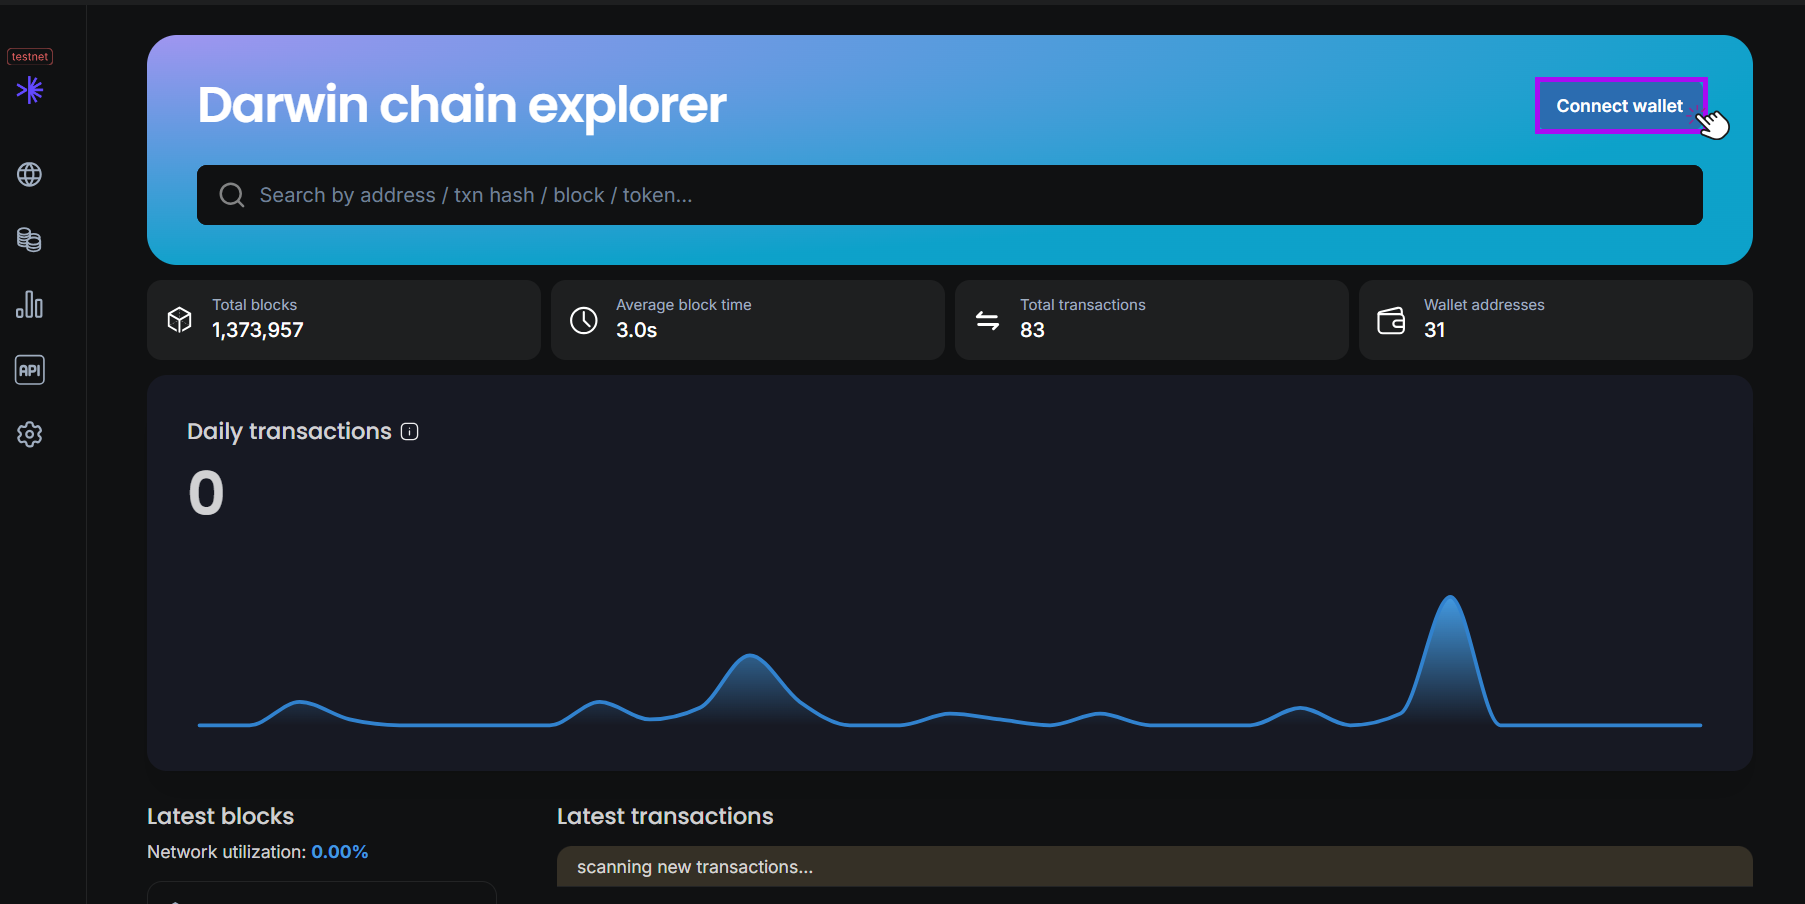 testnet
Darwin chain explorer
Connect wallet
Search by address / txn hash / block / token...
Total blocks
1,373,957
Average block time
3.0s
Total transactions
83
Wallet addresses
31
API
Daily transactions
0
Latest blocks
Network utilization: 0.00%
Latest transactions
scanning new transactions...